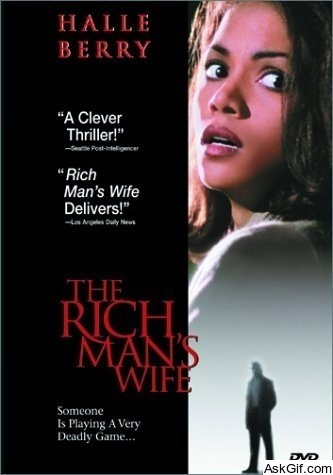 HALLE
BERRY
“A Clever
Thriller!”
—Seattle Post-Intelligencer
“Rich
Man's Wife
Delivers!”
—Los Angeles Daily News
THE
RICH
MAN'S
WIFE
Someone
Is Playing A Very
Deadly Game...
DVD
AskGif.com